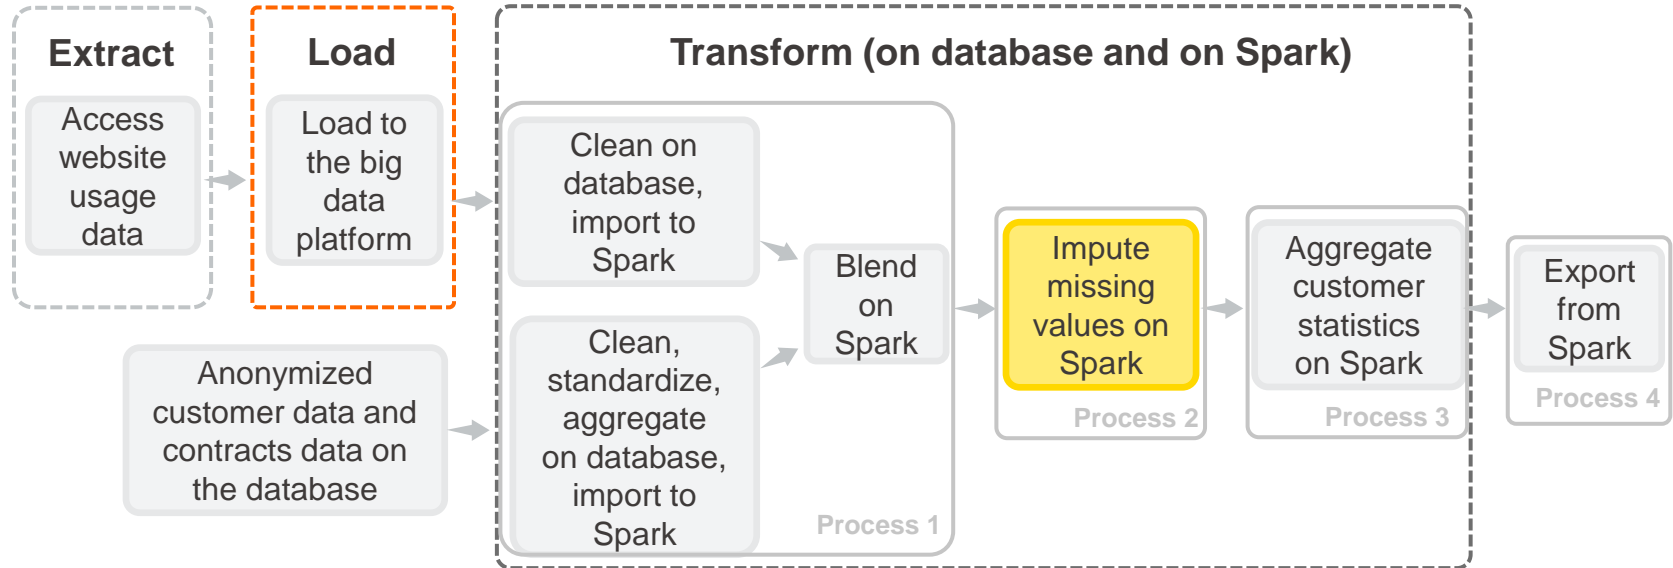 Extract
Access
website
usage
data
Load
Load to
the big
data
platform
Transform (on database and on Spark)
Clean on
database,
import to
Spark
Anonymized
customer data and
contracts data on
the database
Clean,
standardize,
aggregate
on database,
import to
Spark
Blend
on
Spark
Process 1
Impute
missing
values on
Spark
Process 2
Aggregate
customer
statistics
on Spark
Process 3
Export
from
Spark
Process 4